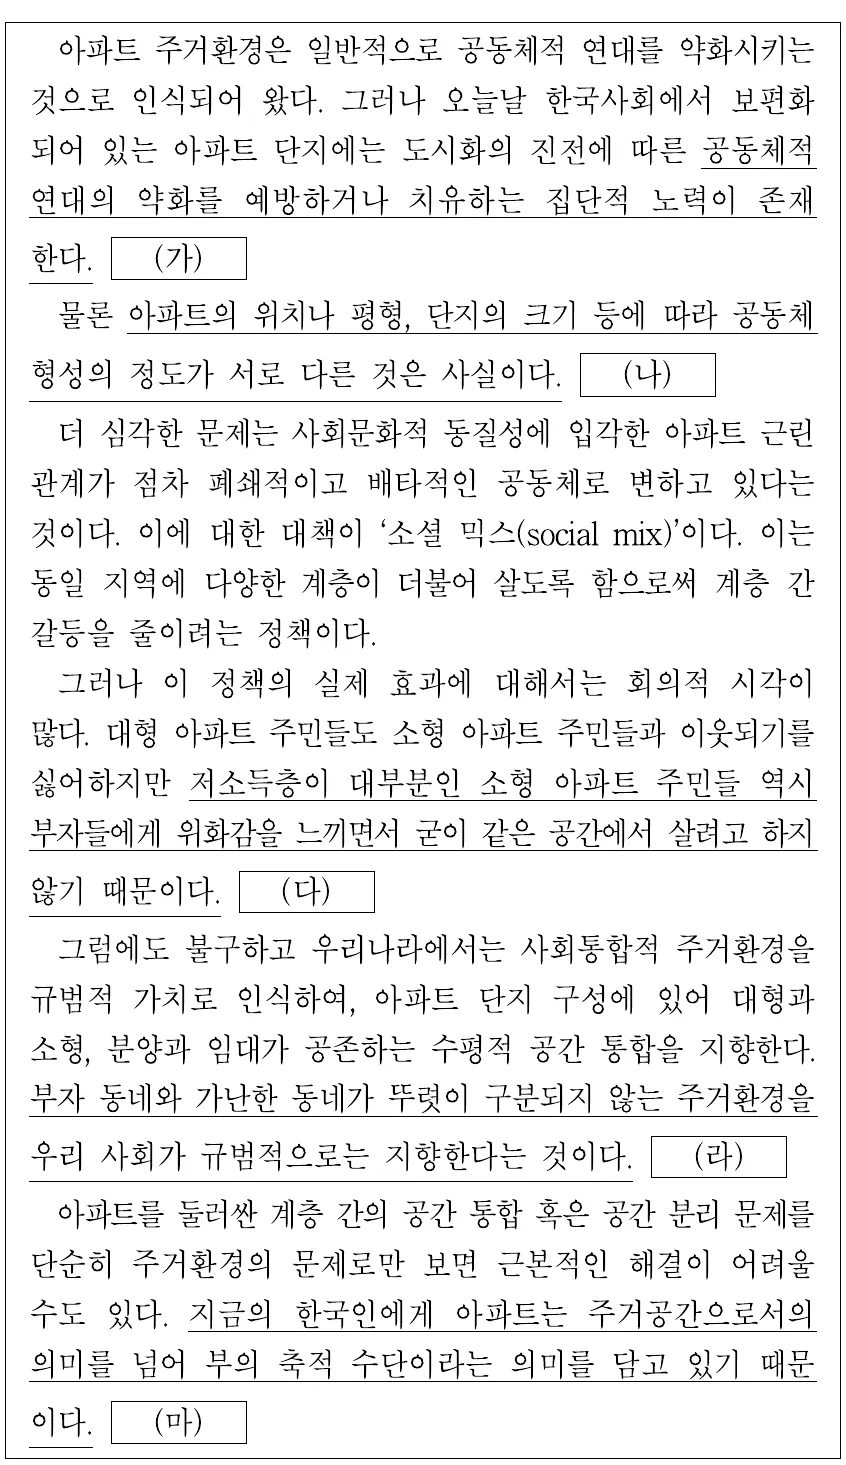 아파트 주거환경은 일반적으로 공동체적 연대를 약화시키는
것으로 인식되어 왔다. 그러나 오늘날 한국사회에서 보편화
되어 있는 아파트 단지에는 도시화의 진전에 따른 공동체적
연대의 약화를 예방하거나 치유하는 집단적 노력이 존재
한다. (가)
물론 아파트의 위치나 평형, 단지의 크기 등에 따라 공동체
형성의 정도가 서로 다른 것은 사실이다. (나)
더 심각한 문제는 사회문화적 동질성에 입각한 아파트 근린
관계가 점차 폐쇄적이고 배타적인 공동체로 변하고 있다는
것이다. 이에 대한 대책이 ‘소셜 믹스(social mix)’이다. 이는
동일 지역에 다양한 계층이 더불어 살도록 함으로써 계층 간
갈등을 줄이려는 정책이다.
그러나 이 정책의 실제 효과에 대해서는 회의적 시각이
많다. 대형 아파트 주민들도 소형 아파트 주민들과 이웃되기를
싫어하지만 저소득층이 대부분인 소형 아파트 주민들 역시
부자들에게 위화감을 느끼면서 굳이 같은 공간에서 살려고 하지
않기 때문이다. (다)
그럼에도 불구하고 우리나라에서는 사회통합적 주거환경을
규범적 가치로 인식하여, 아파트 단지 구성에 있어 대형과
소형, 분양과 임대가 공존하는 수평적 공간 통합을 지향한다.
부자 동네와 가난한 동네가 뚜렷이 구분되지 않는 주거환경을
우리 사회가 규범적으로는 지향한다는 것이다. (라)
아파트를 둘러싼 계층 간의 공간 통합 혹은 공간 분리 문제를
단순히 주거환경의 문제로만 보면 근본적인 해결이 어려울
수도 있다. 지금의 한국인에게 아파트는 주거공간으로서의
의미를 넘어 부의 축적 수단이라는 의미를 담고 있기 때문
이다. (마)